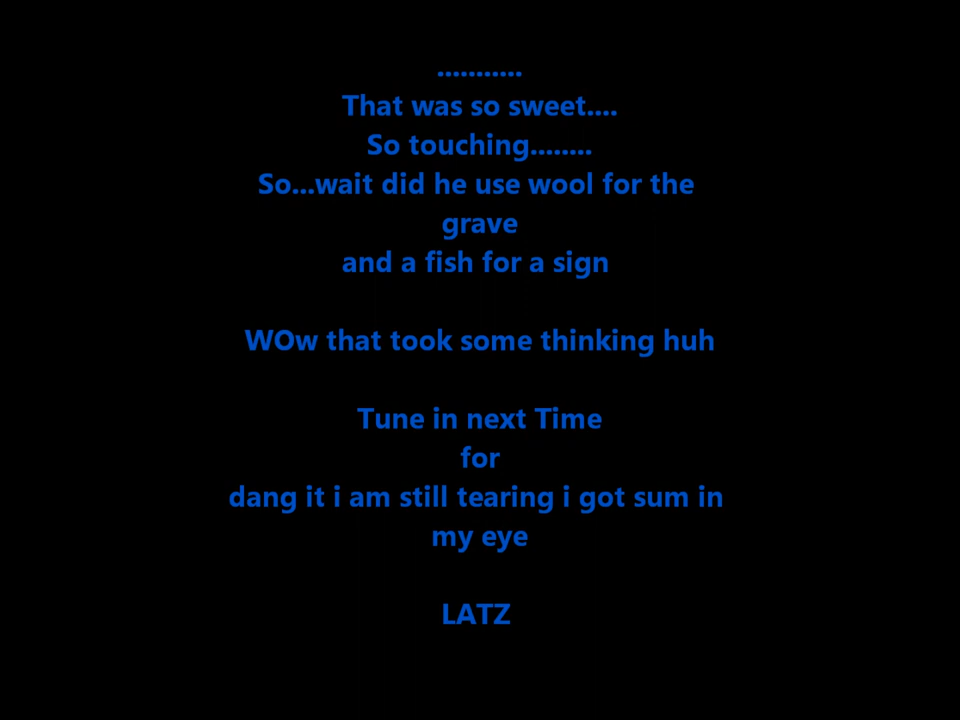 ...........
That was so sweet....
So touching........
So...wait did he use wool for the
grave
and a fish for a sign
WOw that took some thinking huh
Tune in next Time
for
dang it i am still tearing i got sum in
my eye
LATZ